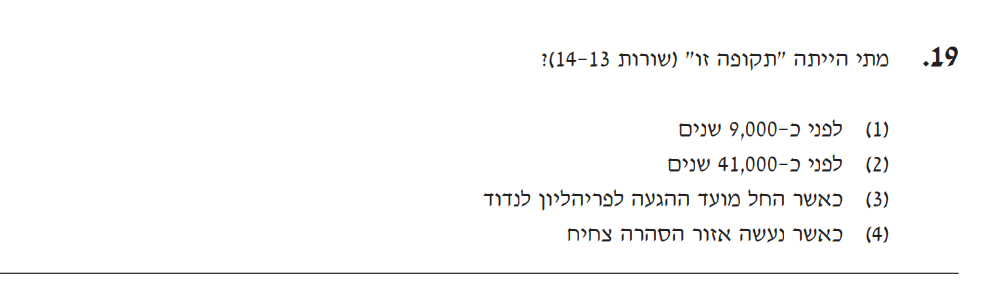 19. מתי הייתה "תקופה זו" (שורות 13-14)?
(1) לפני כ-9,000 שנים
(2) לפני כ-41,000 שנים
(3) כאשר החל מועד ההגעה לפריהליון לנדוד
(4) כאשר נעשה אזור הסהרה צחיח